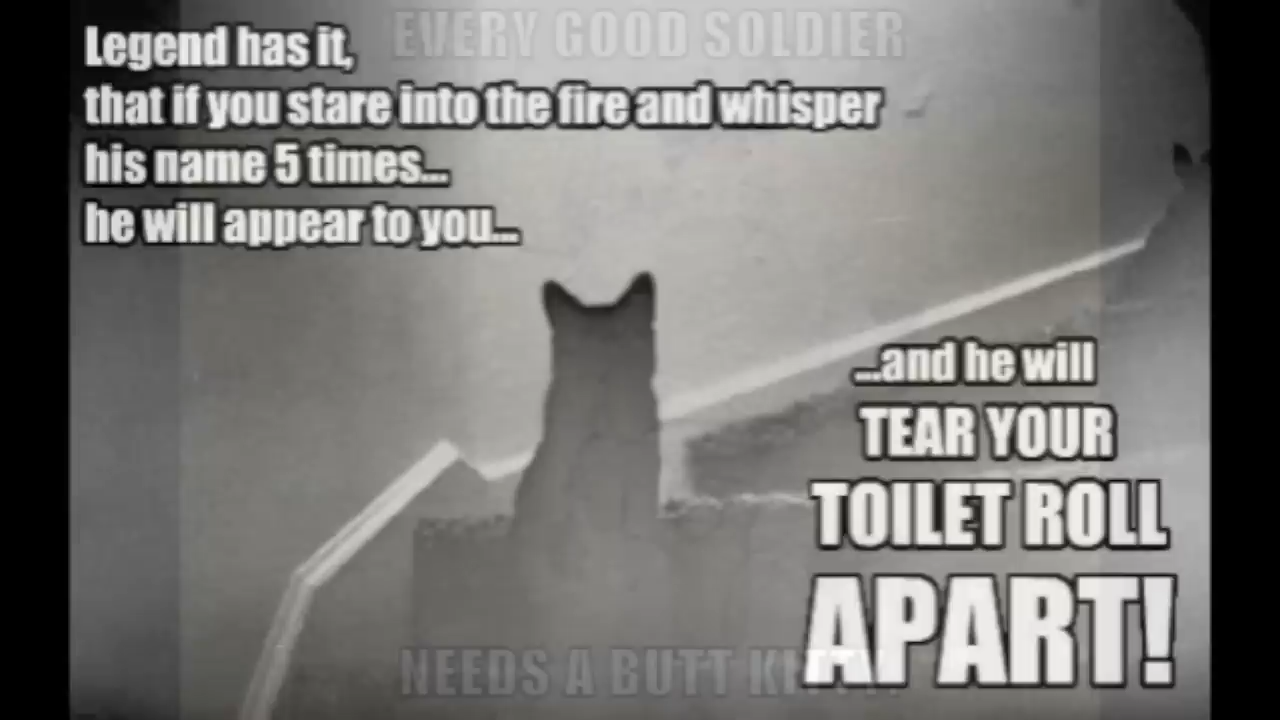 EVERY GOOD SOLDIER
Legend has it,
that if you stare into the fire and whisper
his name 5 times...
he will appear to you...
...and he will
TEAR YOUR
TOILET ROLL
APART!
NEEDS A BUTT KITTY.